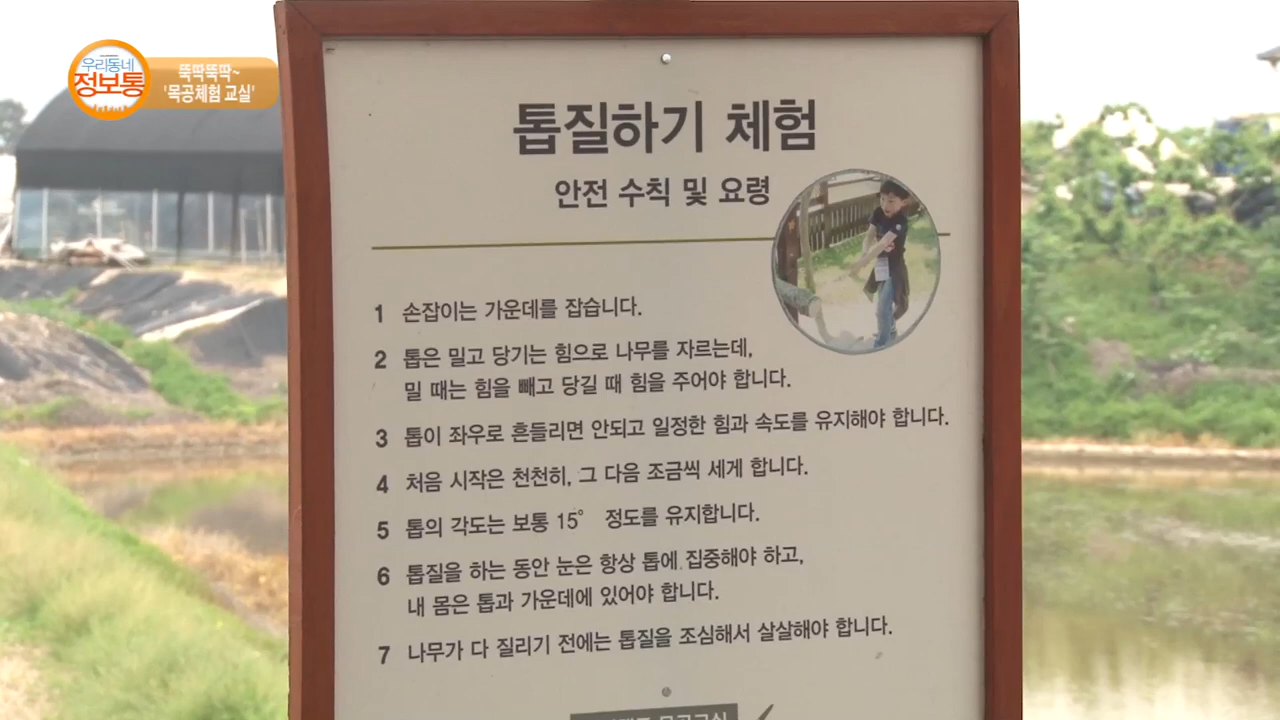 우리동네
정보통
뚝딱뚝딱~
'목공체험 교실'
톱질하기 체험
안전 수칙 및 요령
1 손잡이는 가운데를 잡습니다.
2 톱은 밀고 당기는 힘으로 나무를 자르는데,
밀 때는 힘을 빼고 당길 때 힘을 주어야 합니다.
3 톱이 좌우로 흔들리면 안되고 일정한 힘과 속도를 유지해야 합니다.
4 처음 시작은 천천히, 그 다음 조금씩 세게 합니다.
5 톱의 각도는 보통 15° 정도를 유지합니다.
6 톱질을 하는 동안 눈은 항상 톱에 집중해야 하고,
내 몸은 톱과 가운데에 있어야 합니다.
7 나무가 다 질리기 전에는 톱질을 조심해서 살살해야 합니다.
목공교실